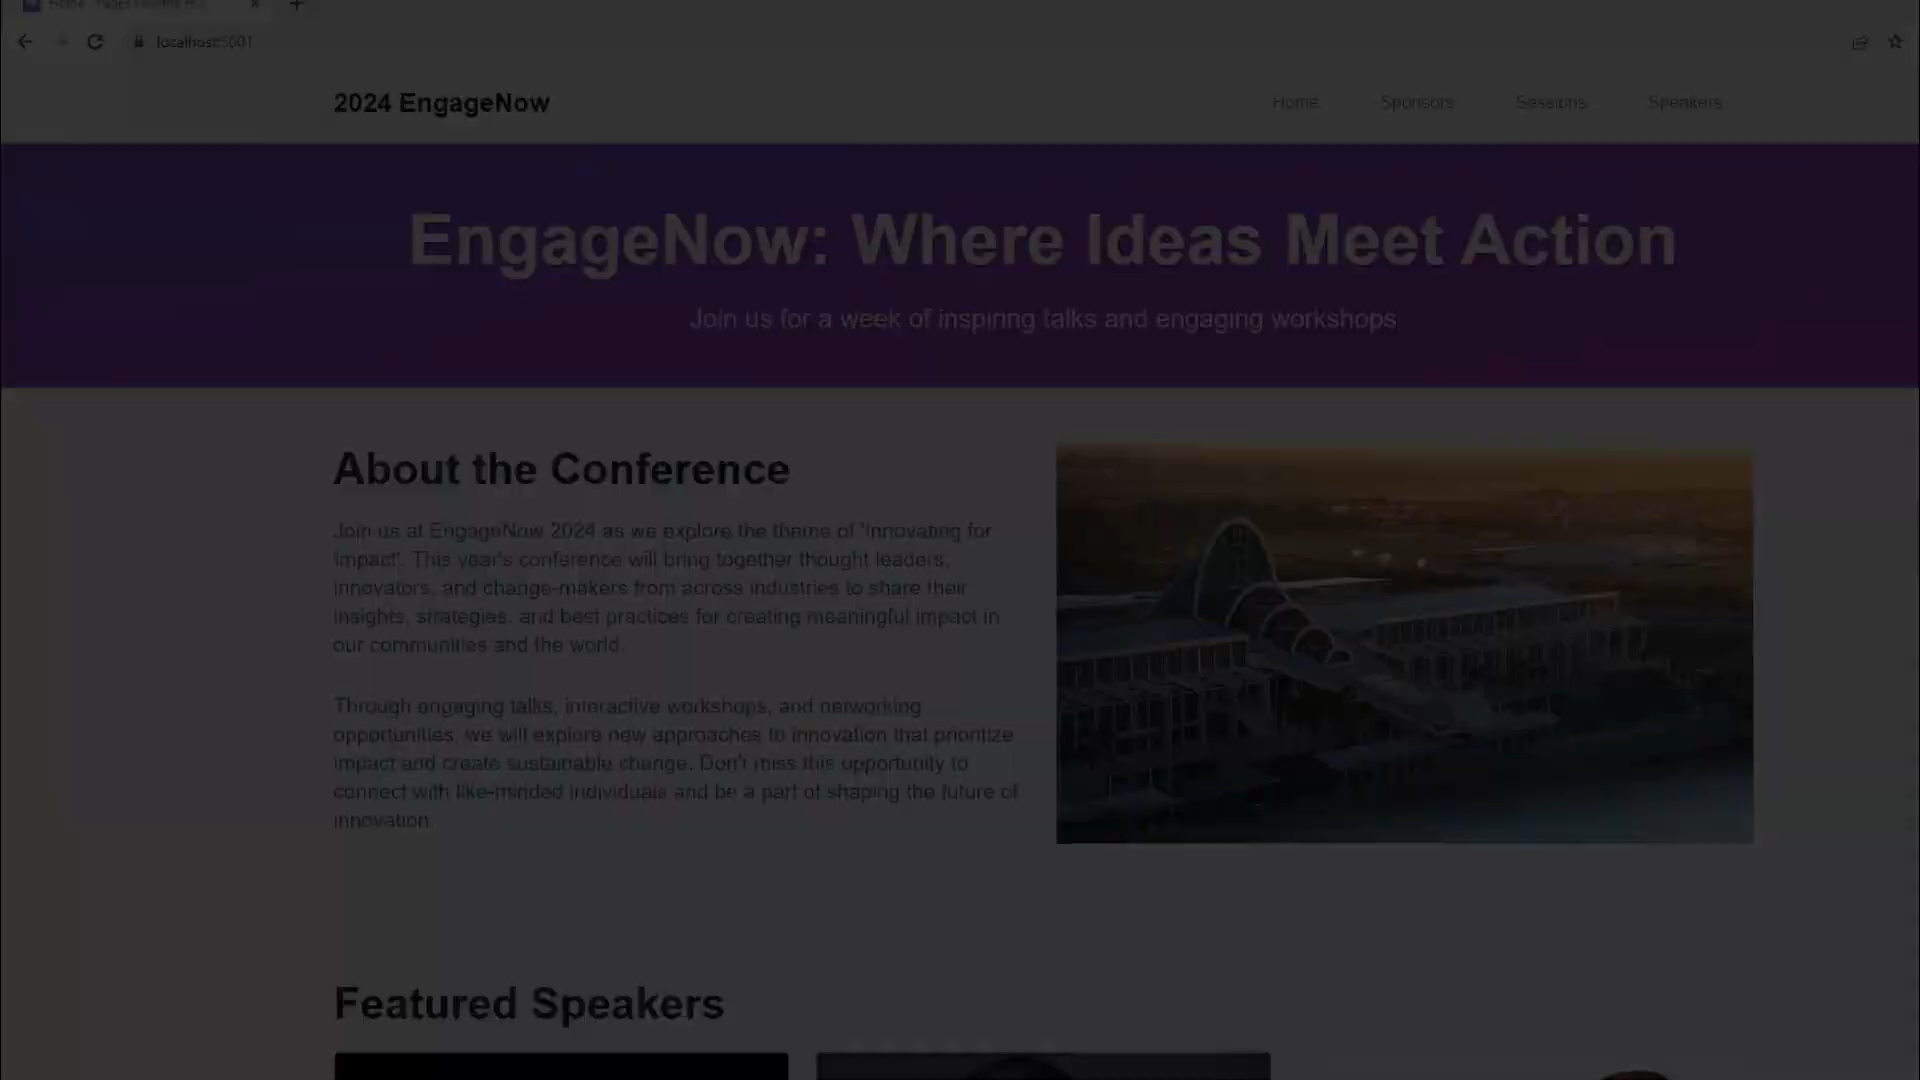 localhost:5001
2024 EngageNow
Home
Sponsors
Sessions
Speakers
EngageNow: Where Ideas Meet Action
Join us for a week of inspiring talks and engaging workshops
About the Conference
Join us at EngageNow 2024 as we explore the theme of 'Innovating for
Impact'. This year's conference will bring together thought leaders,
innovators, and change-makers from across industries to share their
insights, strategies, and best practices for creating meaningful impact in
our communities and the world.
Through engaging talks, interactive workshops, and networking
opportunities, we will explore new approaches to innovation that prioritize
impact and create sustainable change. Don't miss this opportunity to
connect with like-minded individuals and be a part of shaping the future of
innovation.
Featured Speakers